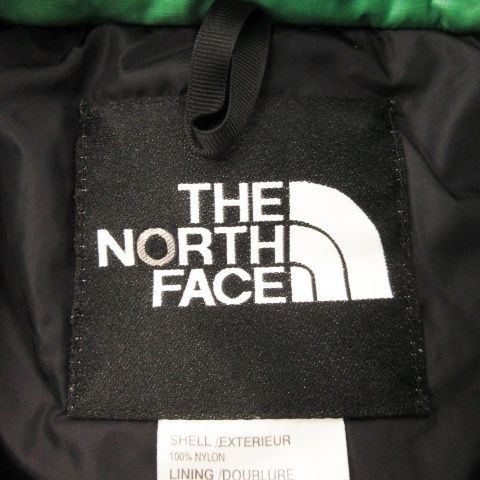 THE
NORTH
FACE
SHELL /EXTERIEUR
100% NYLON
LINING /DOUBLURE